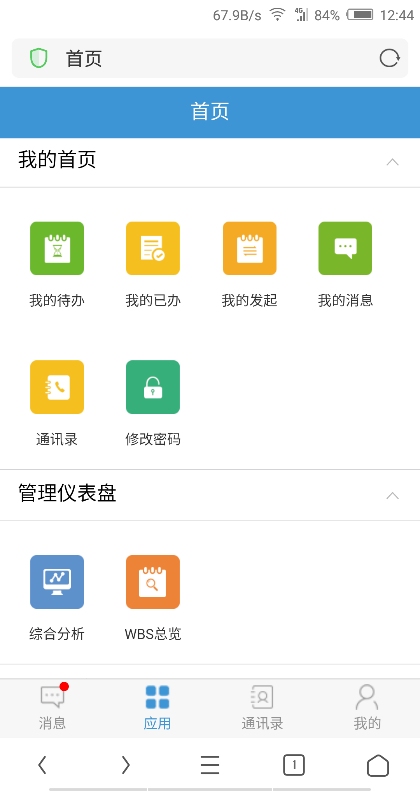 67.9B/s 4G 84% 12:44
首页
首页
我的首页
我的待办 我的已办 我的发起 我的消息
通讯录 修改密码
管理仪表盘
综合分析 WBS总览
消息 应用 通讯录 我的
1